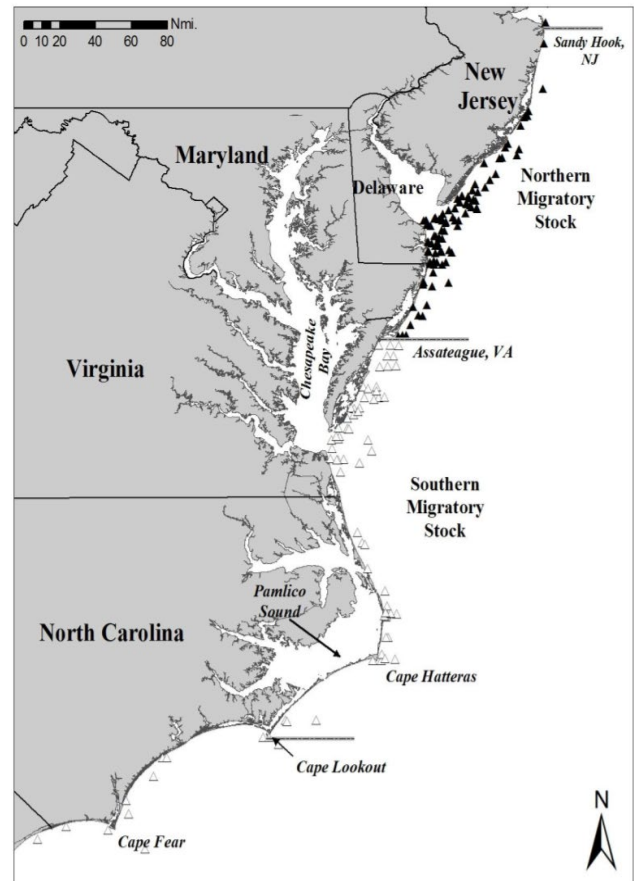 Nmi.
0 10 20 40 60 80
Sandy Hook,
NJ
New
Jersey
Maryland
Northern
Migratory
Stock
Delaware
Chesapeake
Bay
Assateague, VA
Virginia
Southern
Migratory
Stock
Pamlico
Sound
North Carolina
Cape Hatteras
Cape Lookout
Cape Fear
N